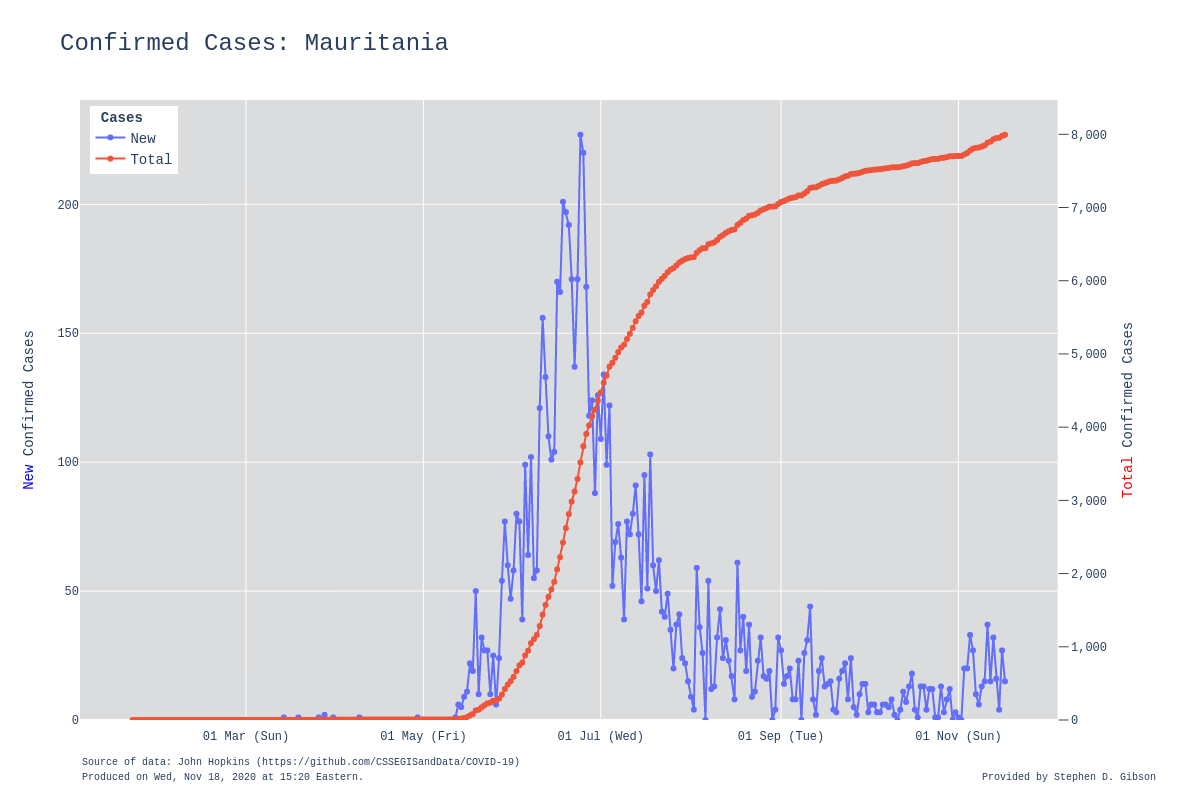 Confirmed Cases: Mauritania
Cases
New
Total
200
150
100
50
0
8,000
7,000
6,000
5,000
4,000
3,000
2,000
1,000
0
New Confirmed Cases
Total Confirmed Cases
01 Mar (Sun) 01 May (Fri) 01 Jul (Wed) 01 Sep (Tue) 01 Nov (Sun)
Source of data: John Hopkins (https://github.com/CSSEGISandData/COVID-19)
Produced on Wed, Nov 18, 2020 at 15:20 Eastern.
Provided by Stephen D. Gibson